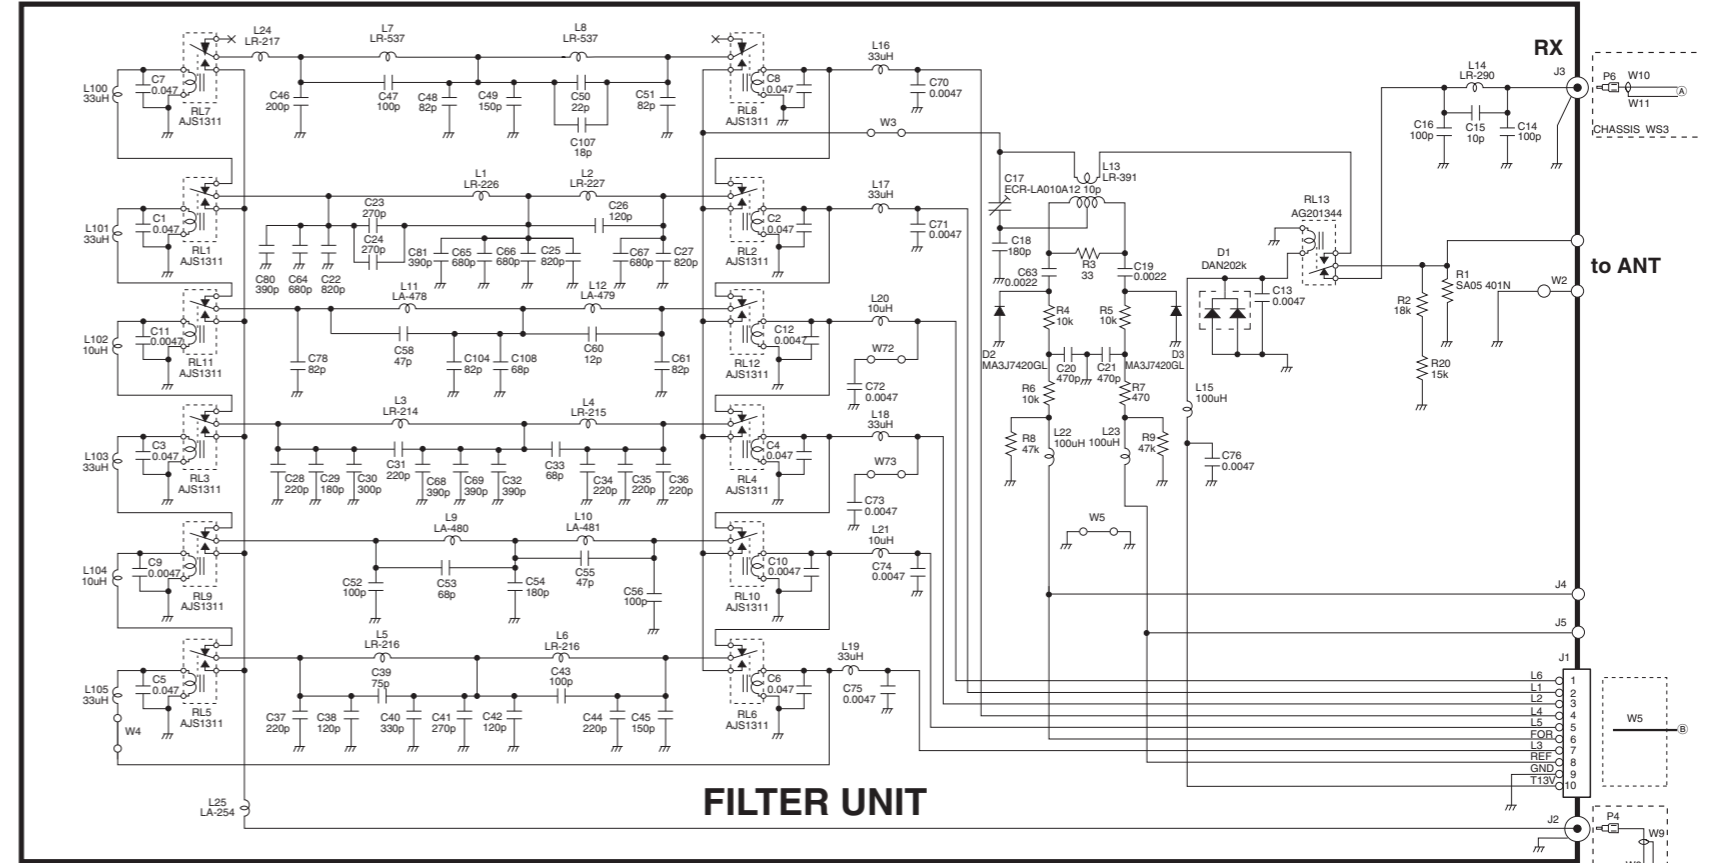 L24
LR-217
L7
LR-537
L8
LR-537
L100
33uH
C7
0.047
RL7
AJS1311
C46
200p
C47
100p
C48
82p
C49
150p
C50
22p
C107
18p
C51
82p
C8
0.047
RL8
AJS1311
L16
33uH
C70
0.0047
W3
RX
J3
L14
LR-290
C16
100p
C15
10p
C14
100p
P6
W10
W11
A
CHASSIS WS3
L101
33uH
C1
0.047
RL1
AJS1311
L1
LR-226
L2
LR-227
C23
270p
C24
270p
C26
120p
C80
390p
C64
680p
C22
820p
C81
390p
C65
680p
C66
680p
C25
820p
C67
680p
C27
820p
C2
0.047
RL2
AJS1311
L17
33uH
C71
0.0047
C17
ECR-LA010A12 10p
L13
LR-391
C18
180p
C63
0.0022
R3
33
C19
0.0022
RL13
AG201344
D1
DAN202k
C13
0.0047
R2
18k
R1
SA05 401N
R20
15k
to ANT
W2
L102
10uH
C11
0.0047
RL11
AJS1311
L11
LA-478
L12
LA-479
C78
82p
C58
47p
C104
82p
C108
68p
C60
12p
C61
82p
C12
0.0047
RL12
AJS1311
L20
10uH
W72
C72
0.0047
R4
10k
R5
10k
D2
MA3J7420GL
D3
MA3J7420GL
C20
470p
C21
470p
R6
10k
R7
470
L15
100uH
L103
33uH
C3
0.047
RL3
AJS1311
L3
LR-214
L4
LR-215
C28
220p
C29
180p
C30
300p
C31
220p
C68
390p
C69
390p
C32
390p
C33
68p
C34
220p
C35
220p
C36
220p
C4
0.047
RL4
AJS1311
L18
33uH
W73
C73
0.0047
R8
47k
L22
100uH
L23
100uH
R9
47k
C76
0.0047
W5
L104
10uH
C9
0.0047
RL9
AJS1311
L9
LA-480
L10
LA-481
C52
100p
C53
68p
C54
180p
C55
47p
C56
100p
C10
0.0047
RL10
AJS1311
L21
10uH
C74
0.0047
J4
J5
L105
33uH
C5
0.047
RL5
AJS1311
W4
L5
LR-216
L6
LR-216
C37
220p
C38
120p
C39
75p
C40
330p
C41
270p
C42
120p
C43
100p
C44
220p
C45
150p
C6
0.047
RL6
AJS1311
L19
33uH
C75
0.0047
J1
L6 1
L1 2
L2 3
L4 4
L5 5
FOR 6
L3 7
REF 8
GND 9
T13V 10
W5
B
L25
LA-254
FILTER UNIT
J2
P4
W9